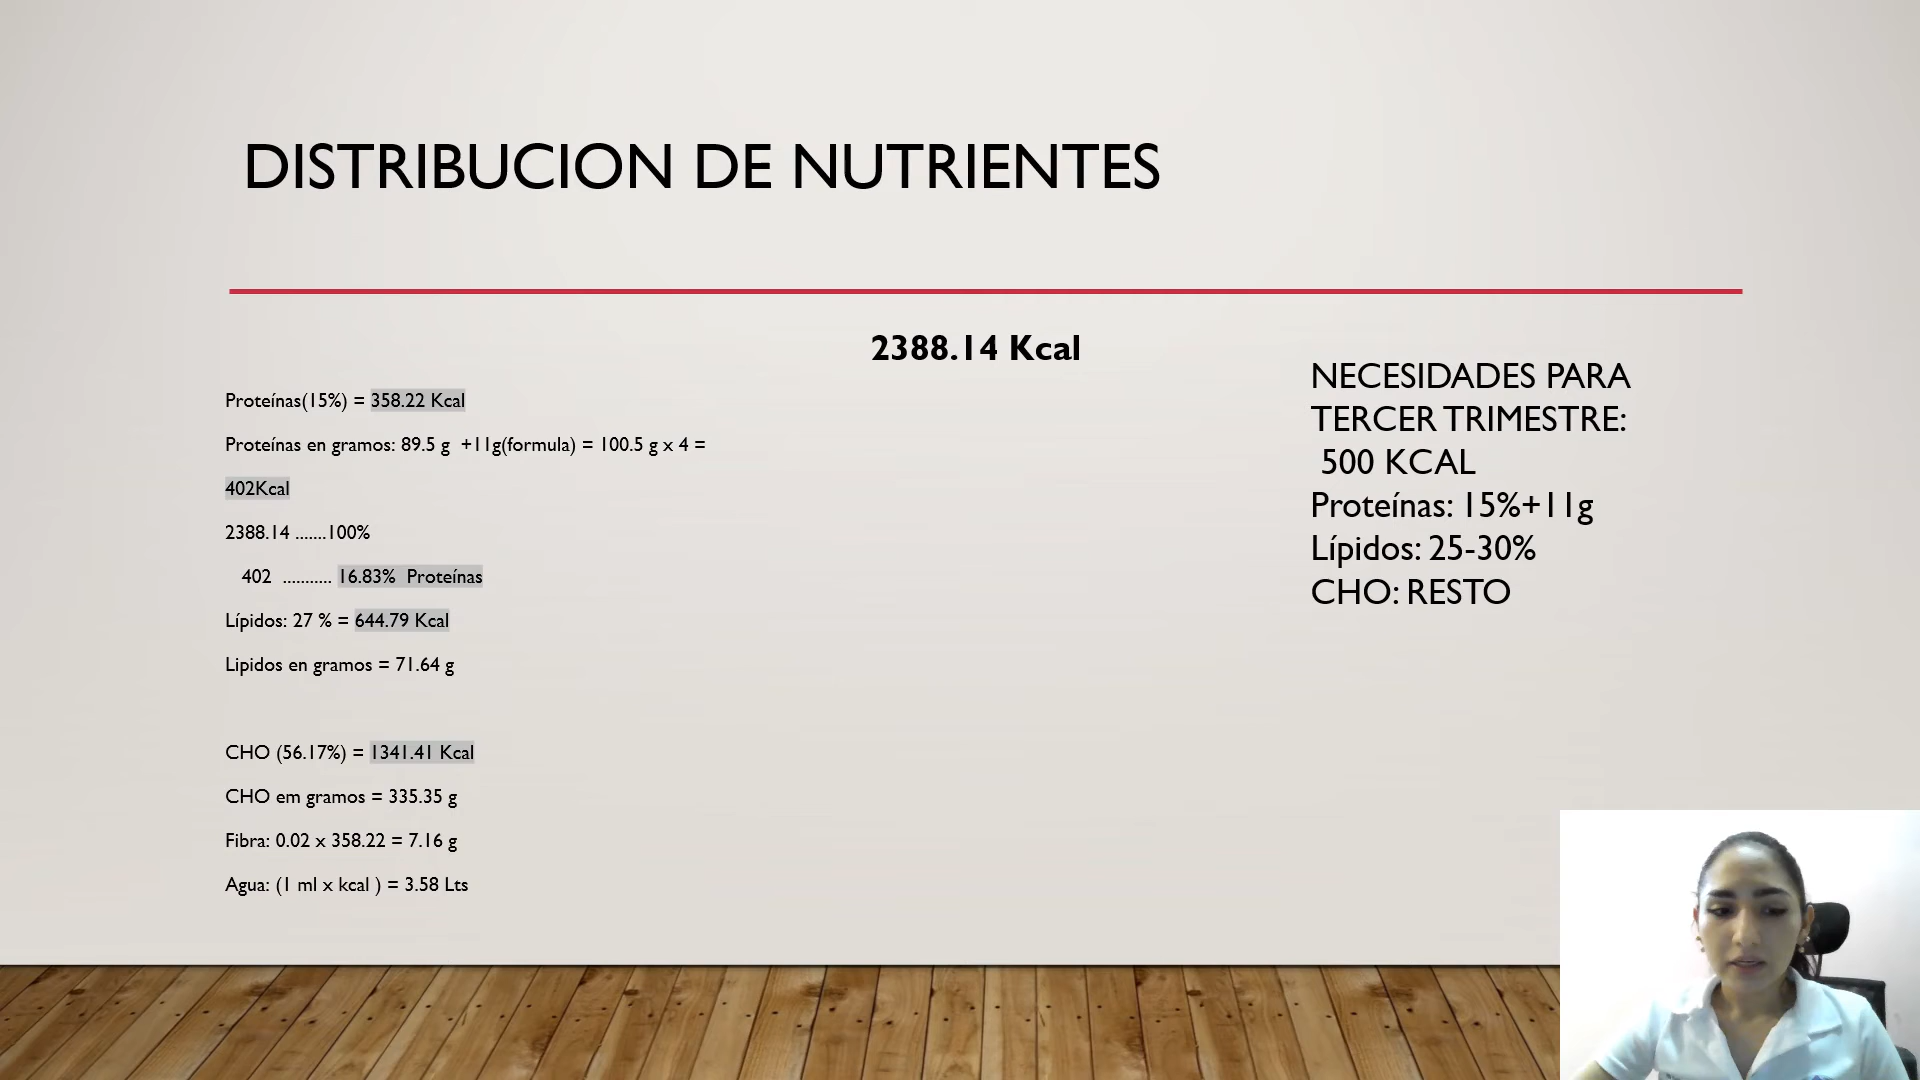 DISTRIBUCION DE NUTRIENTES
2388.14 Kcal
Proteínas(15%) = 358.22 Kcal
Proteínas en gramos: 89.5 g  +11g(formula) = 100.5 g x 4 =
402Kcal
2388.14 .......100%
402  ........... 16.83%  Proteínas
Lípidos: 27 % = 644.79 Kcal
Lipidos en gramos = 71.64 g
CHO (56.17%) = 1341.41 Kcal
CHO em gramos = 335.35 g
Fibra: 0.02 x 358.22 = 7.16 g
Agua: (1 ml x kcal ) = 3.58 Lts
NECESIDADES PARA
TERCER TRIMESTRE:
500 KCAL
Proteínas: 15%+11g
Lípidos: 25-30%
CHO: RESTO